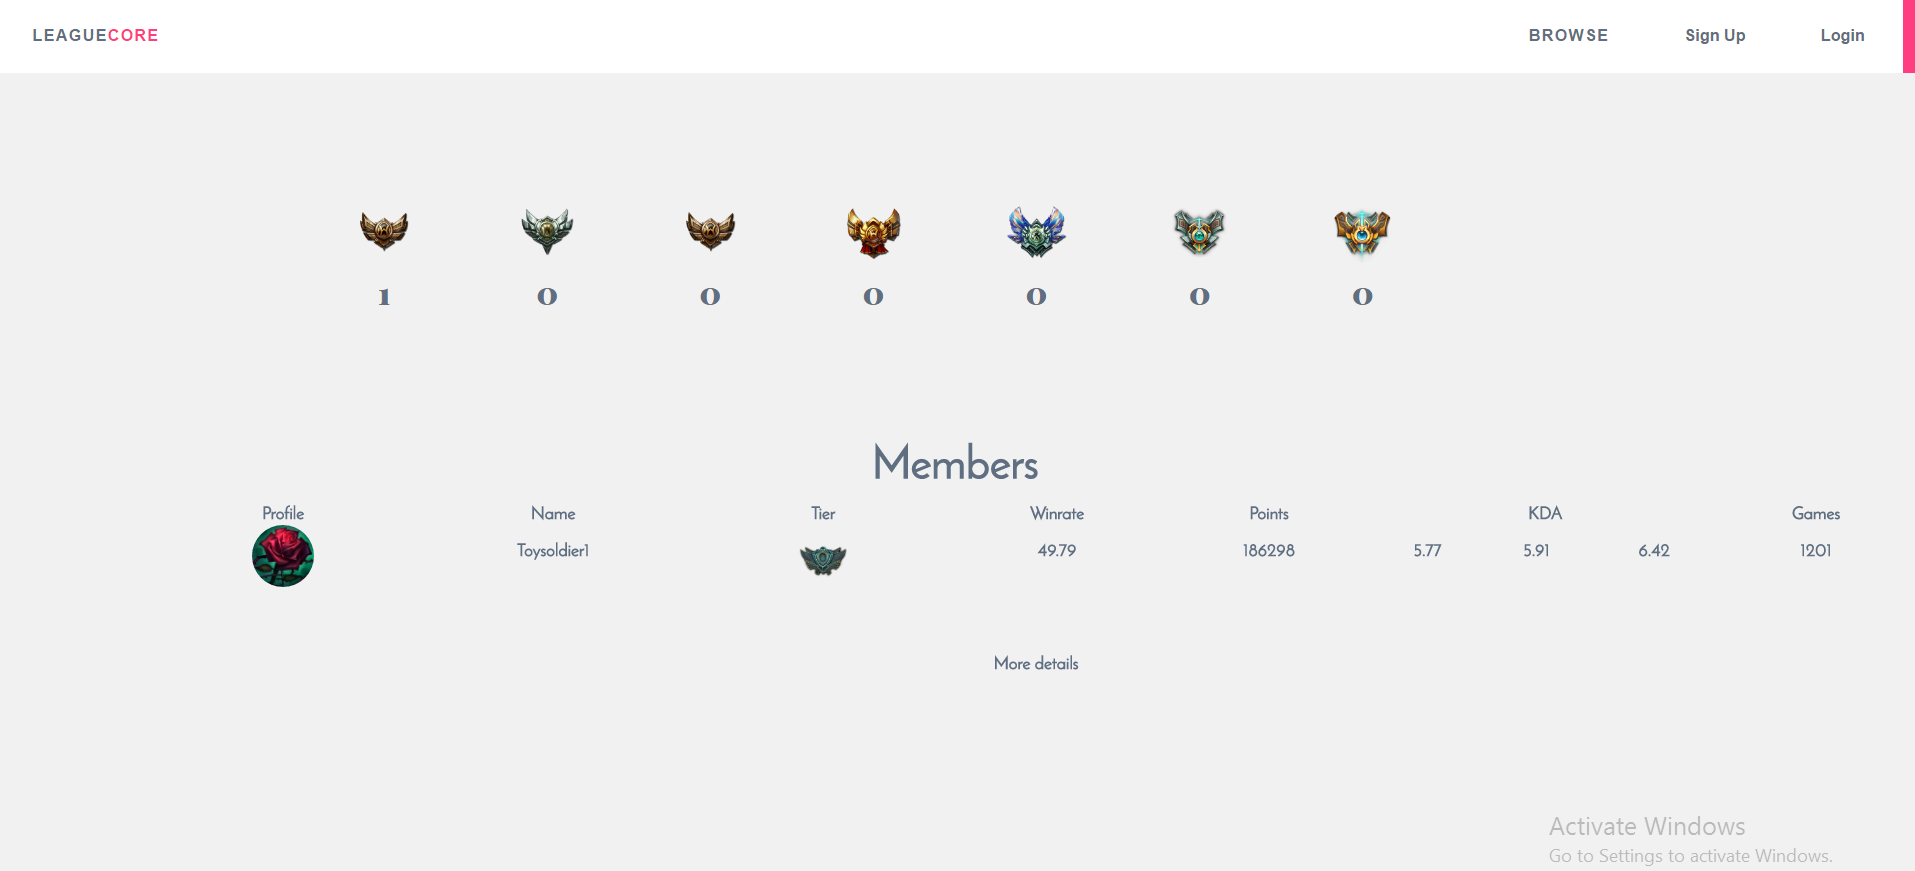 LEAGUECORE BROWSE Sign Up Login
1 0 0 0 0 0 0
Members
Profile Name Tier Winrate Points KDA Games
Toysoldier1 49.79 186298 5.77 5.91 6.42 1201
More details
Activate Windows
Go to Settings to activate Windows.